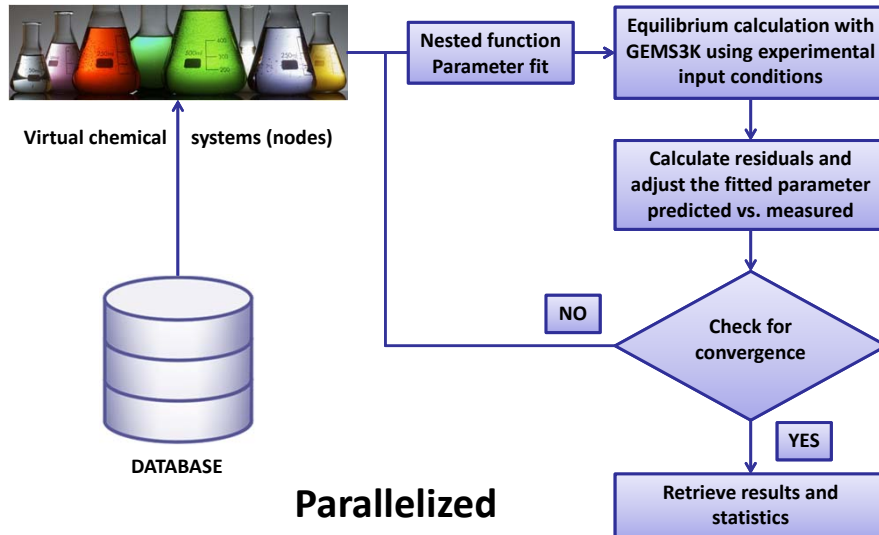 Nested function
Parameter fit
Equilibrium calculation with
GEMS3K using experimental
input conditions
Virtual chemical systems (nodes)
Calculate residuals and
adjust the fitted parameter
predicted vs. measured
NO
Check for
convergence
YES
DATABASE
Parallelized
Retrieve results and
statistics